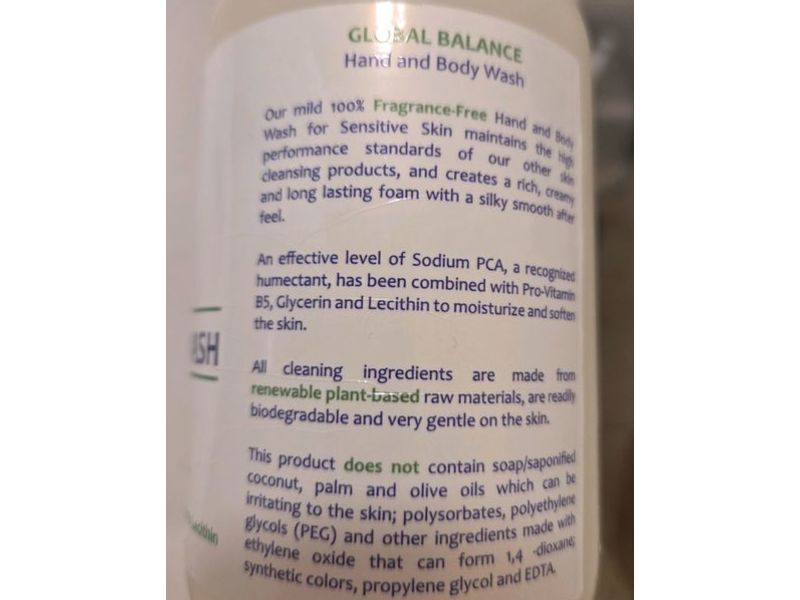 GLOBAL BALANCE
Hand and Body Wash
Our mild 100% Fragrance-Free Hand and Body
Wash for Sensitive Skin maintains the high
performance standards of our other skin
cleansing products, and creates a rich, creamy
and long lasting foam with a silky smooth after
feel.
An effective level of Sodium PCA, a recognized
humectant, has been combined with Pro-Vitamin
B5, Glycerin and Lecithin to moisturize and soften
the skin.
All cleaning ingredients are made from
renewable plant-based raw materials, are readily
biodegradable and very gentle on the skin.
This product does not contain soap/saponified
coconut, palm and olive oils which can be
irritating to the skin; polysorbates, polyethylene
glycols (PEG) and other ingredients made with
ethylene oxide that can form 1,4 -dioxane;
synthetic colors, propylene glycol and EDTA.
ASH
Lecithin